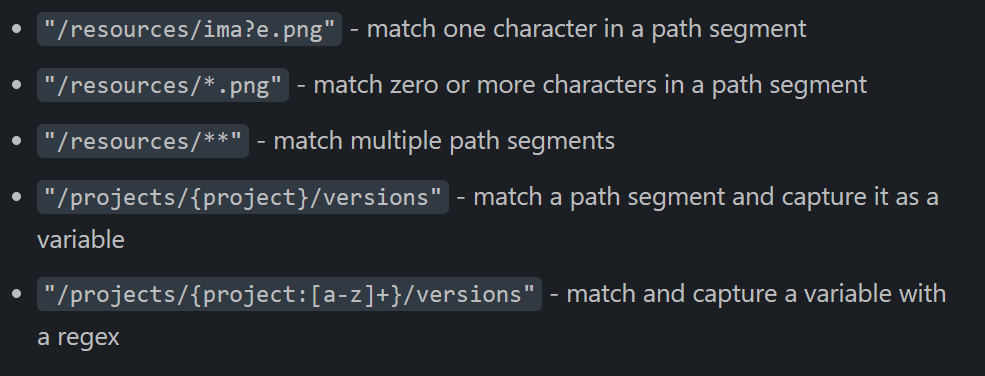 "/resources/ima?e.png" - match one character in a path segment
"/resources/*.png" - match zero or more characters in a path segment
"/resources/**" - match multiple path segments
"/projects/{project}/versions" - match a path segment and capture it as a
variable
"/projects/{project:[a-z]+}/versions" - match and capture a variable with
a regex